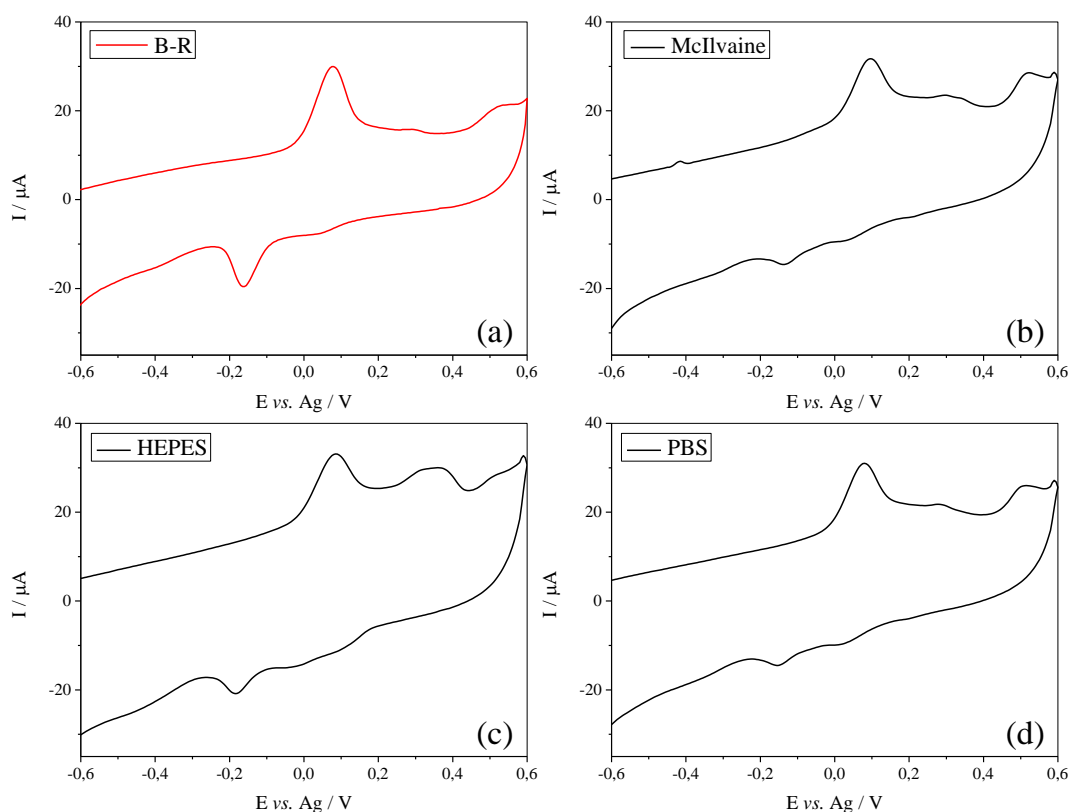 B-R
40
20
0
-20
I / µA
-0,6 -0,4 -0,2 0,0 0,2 0,4 0,6
E vs. Ag / V
(a)
McIlvaine
40
20
0
-20
I / µA
-0,6 -0,4 -0,2 0,0 0,2 0,4 0,6
E vs. Ag / V
(b)
HEPES
40
20
0
-20
I / µA
-0,6 -0,4 -0,2 0,0 0,2 0,4 0,6
E vs. Ag / V
(c)
PBS
40
20
0
-20
I / µA
-0,6 -0,4 -0,2 0,0 0,2 0,4 0,6
E vs. Ag / V
(d)